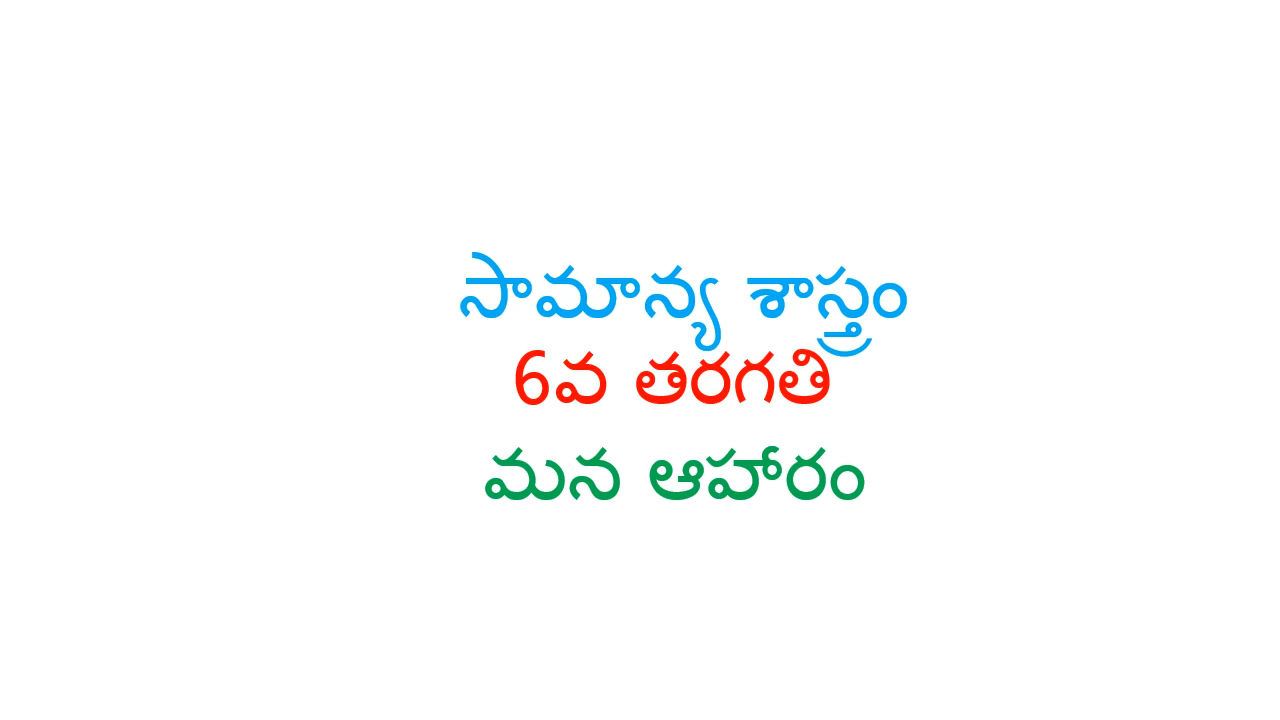 సామాన్య శాస్త్రం
6వ తరగతి
మన ఆహారం